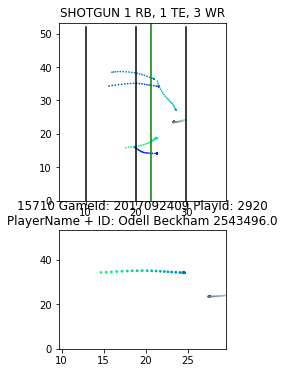 SHOTGUN 1 RB, 1 TE, 3 WR
50
40
30
20
10
0
10 20 30
15710 GameId: 2017092409 PlayId: 2920
PlayerName + ID: Odell Beckham 2543496.0
40
20
0
10 15 20 25